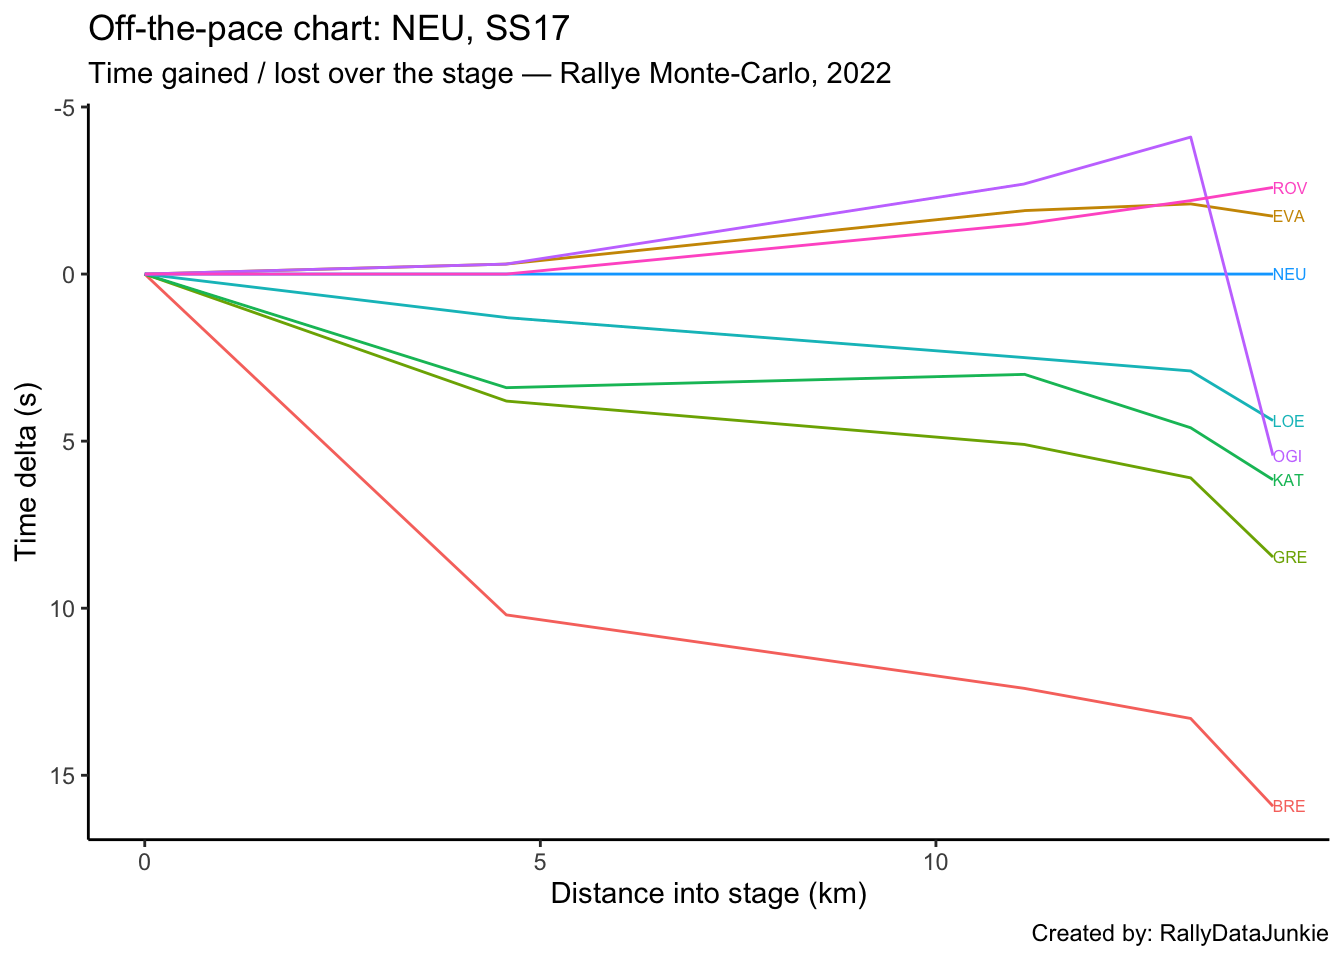 Off-the-pace chart: NEU, SS17
Time gained / lost over the stage — Rallye Monte-Carlo, 2022
-5
0
5
10
15
Time delta (s)
ROV
EVA
NEU
LOE
OGI
KAT
GRE
BRE
0 5 10
Distance into stage (km)
Created by: RallyDataJunkie